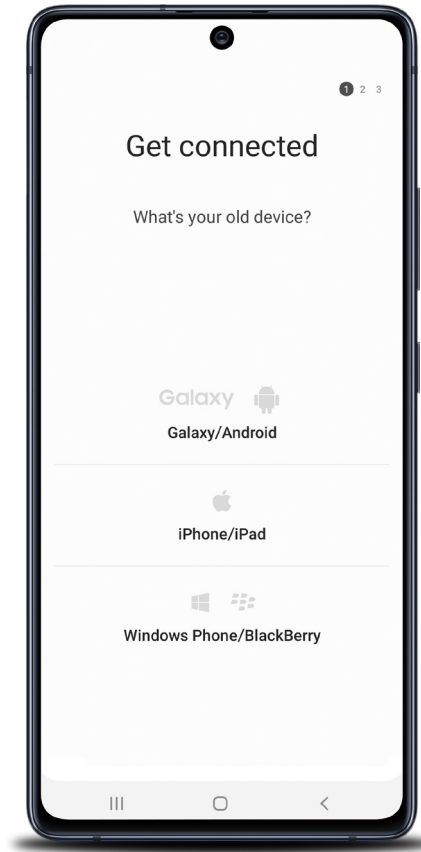 1 2 3
Get connected
What's your old device?
Galaxy
Galaxy/Android
iPhone/iPad
Windows Phone/BlackBerry